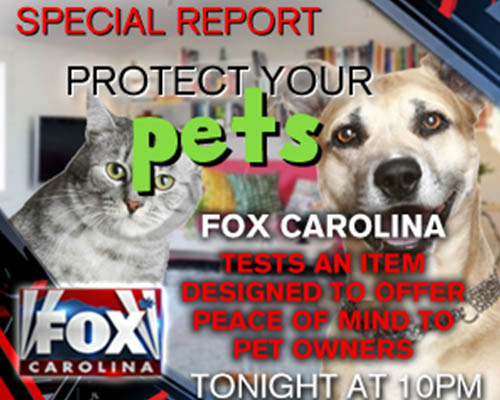 SPECIAL REPORT
PROTECT YOUR
pets
FOX CAROLINA
TESTS AN ITEM
DESIGNED TO OFFER
PEACE OF MIND TO
PET OWNERS
FOX
CAROLINA
TONIGHT AT 10PM